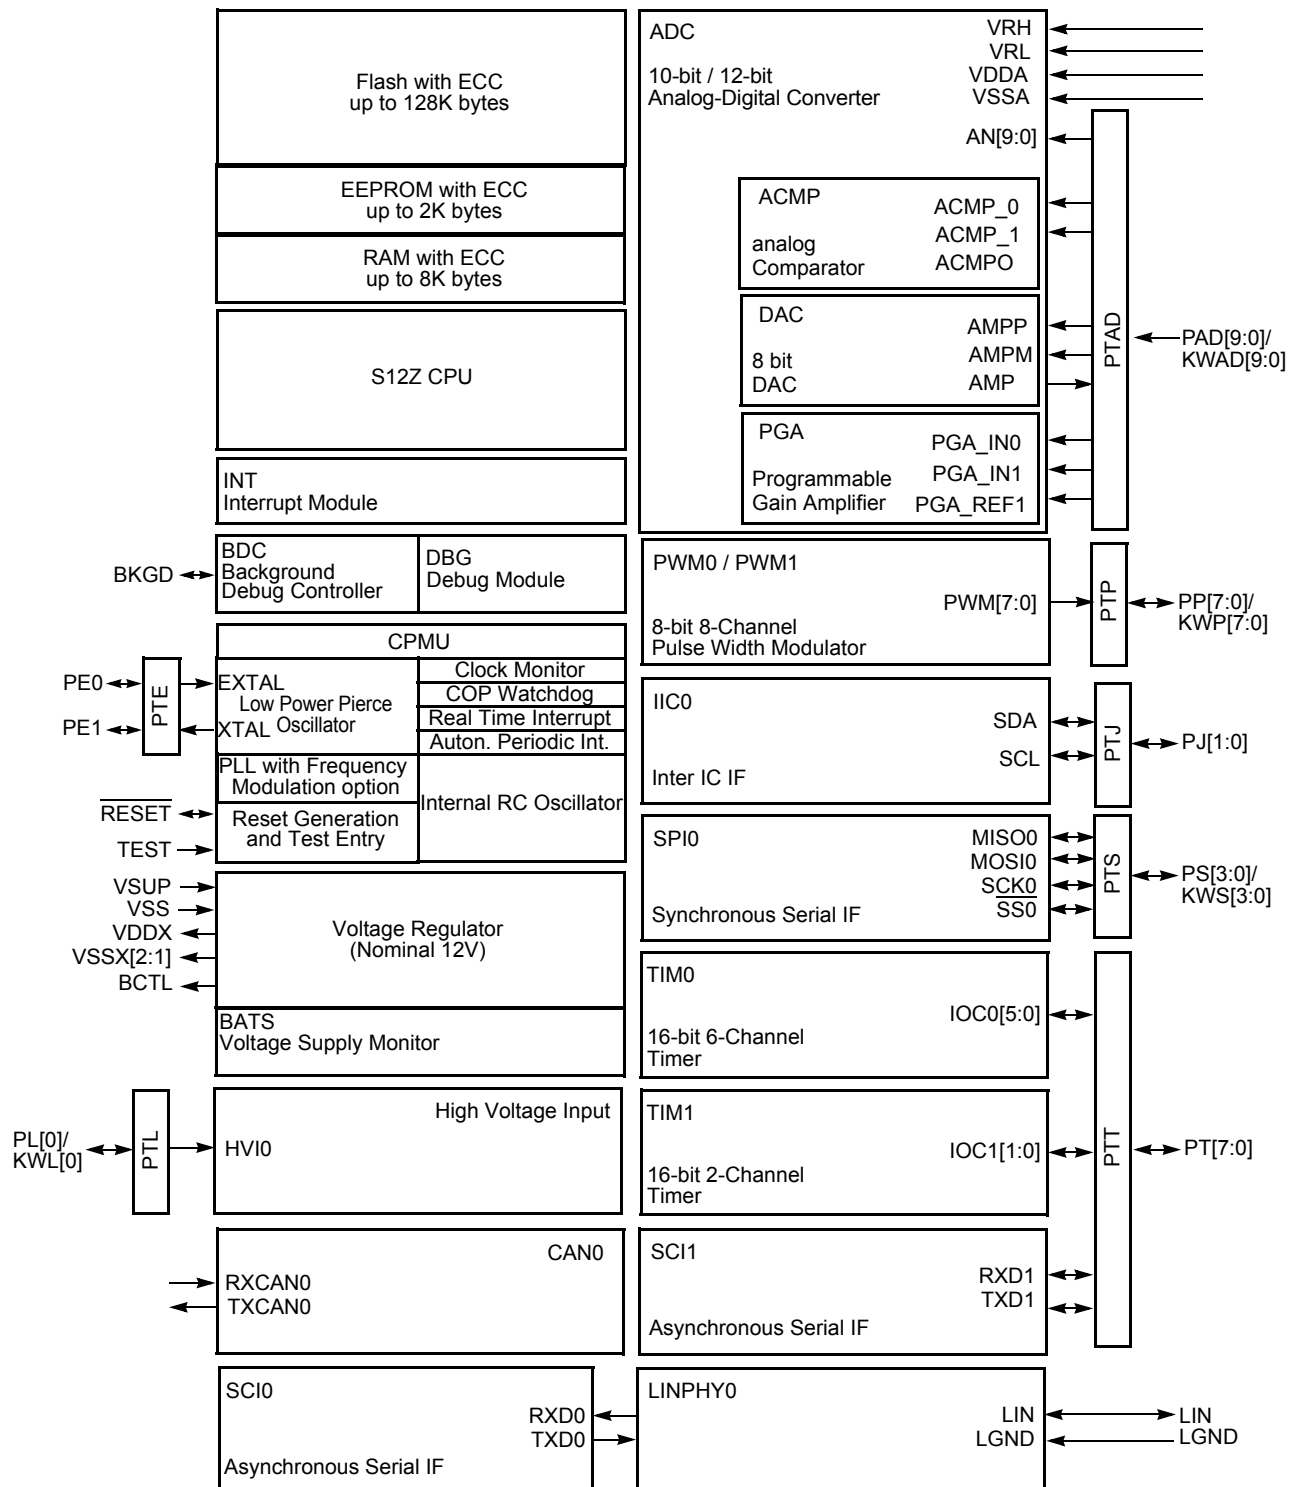 Flash with ECC
up to 128K bytes
EEPROM with ECC
up to 2K bytes
RAM with ECC
up to 8K bytes
S12Z CPU
INT
Interrupt Module
BKGD
BDC
Background
Debug Controller
DBG
Debug Module
CPMU
PE0
PE1
PTE
EXTAL
Low Power Pierce
XTAL Oscillator
Clock Monitor
COP Watchdog
Real Time Interrupt
Auton. Periodic Int.
PLL with Frequency
Modulation option
Internal RC Oscillator
RESET
TEST
Reset Generation
and Test Entry
VSUP
VSS
VDDX
VSSX[2:1]
BCTL
Voltage Regulator
(Nominal 12V)
BATS
Voltage Supply Monitor
PL[0]/
KWL[0]
PTL
High Voltage Input
HVI0
CAN0
RXCAN0
TXCAN0
SCI0
RXD0
TXD0
Asynchronous Serial IF
ADC
10-bit / 12-bit
Analog-Digital Converter
VRH
VRL
VDDA
VSSA
AN[9:0]
ACMP
analog
Comparator
ACMP_0
ACMP_1
ACMPO
DAC
8 bit
DAC
AMPP
AMPM
AMP
PGA
Programmable
Gain Amplifier
PGA_IN0
PGA_IN1
PGA_REF1
PTAD
PAD[9:0]/
KWAD[9:0]
PWM0 / PWM1
8-bit 8-Channel
Pulse Width Modulator
PWM[7:0]
PTP
PP[7:0]/
KWP[7:0]
IIC0
Inter IC IF
SDA
SCL
PTJ
PJ[1:0]
SPI0
Synchronous Serial IF
MISO0
MOSI0
SCK0
SS0
PTS
PS[3:0]/
KWS[3:0]
TIM0
16-bit 6-Channel
Timer
IOC0[5:0]
TIM1
16-bit 2-Channel
Timer
IOC1[1:0]
PTT
PT[7:0]
SCI1
RXD1
TXD1
Asynchronous Serial IF
LINPHY0
LIN
LGND
LIN
LGND